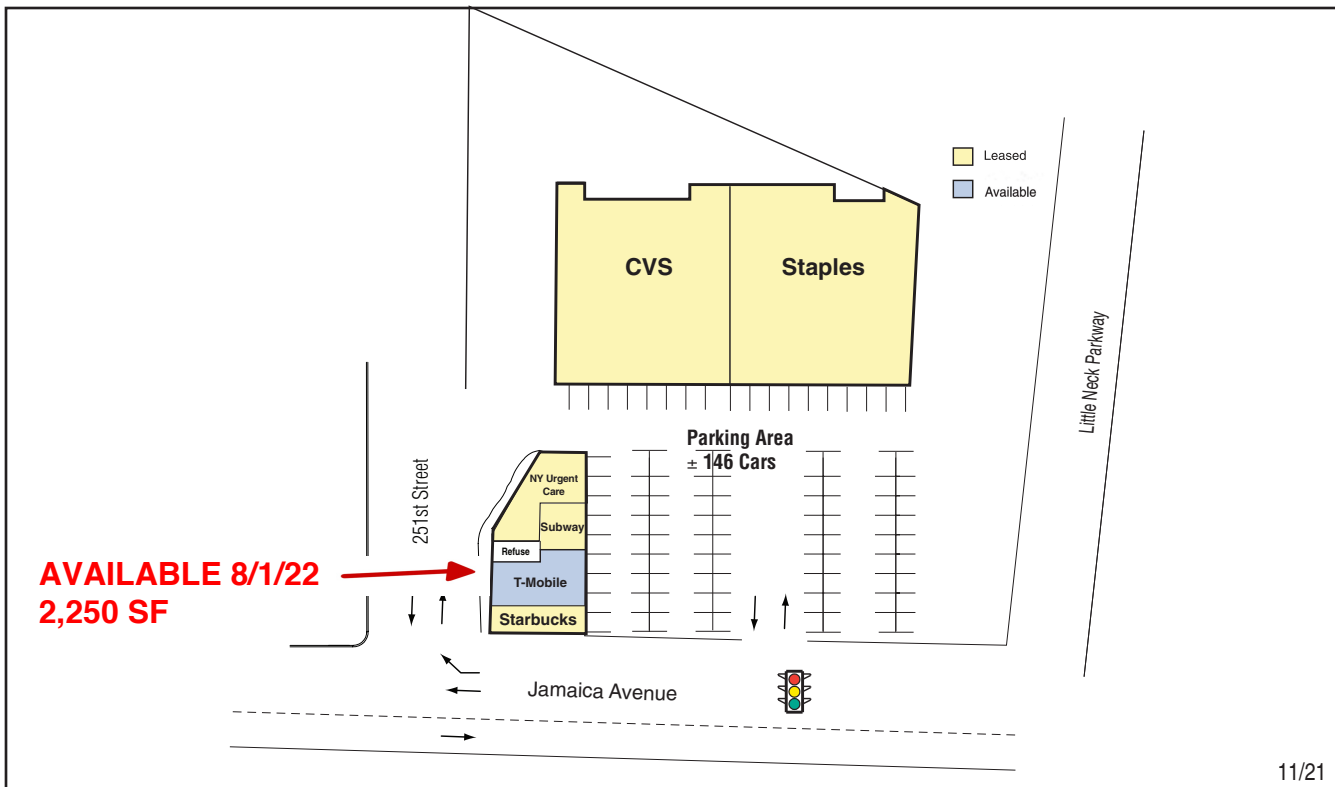 Leased
Available
CVS
Staples
Little Neck Parkway
Parking Area
± 146 Cars
251st Street
NY Urgent
Care
Subway
Refuse
T-Mobile
Starbucks
AVAILABLE 8/1/22
2,250 SF
Jamaica Avenue
11/21